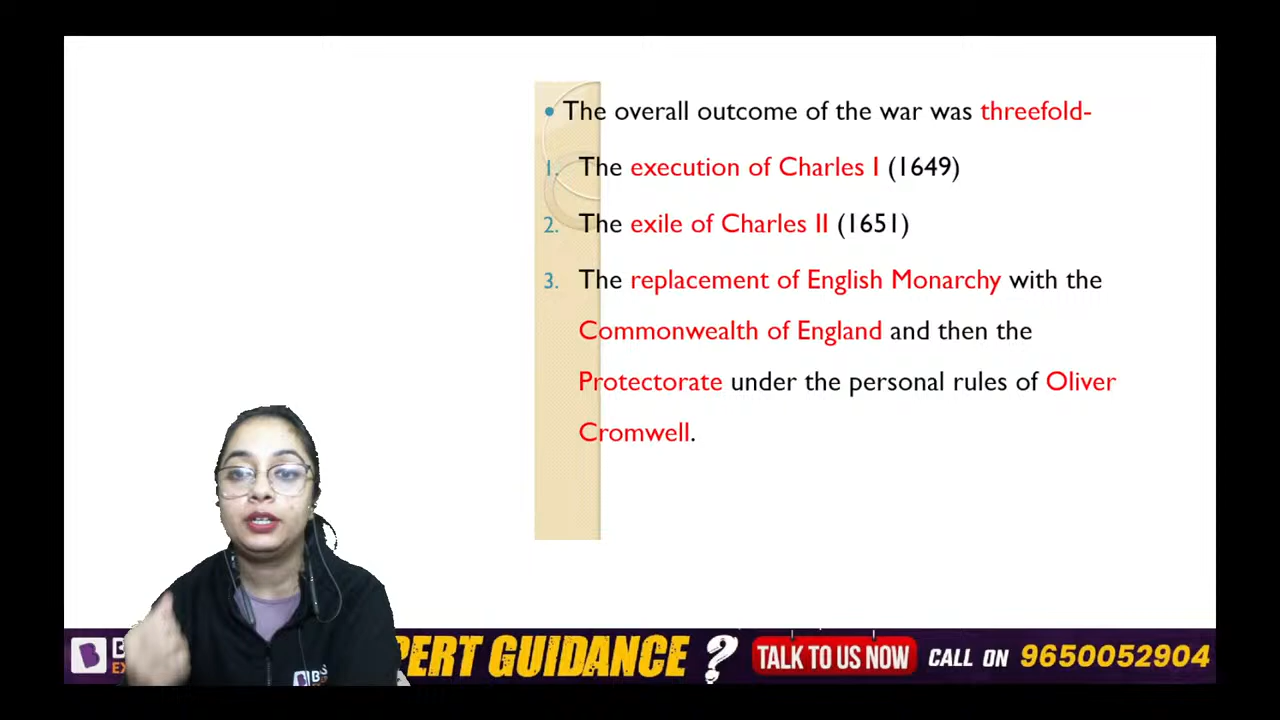 • The overall outcome of the war was threefold-
1. The execution of Charles I (1649)
2. The exile of Charles II (1651)
3. The replacement of English Monarchy with the
Commonwealth of England and then the
Protectorate under the personal rules of Oliver
Cromwell.
PERT GUIDANCE ? TALK TO US NOW CALL ON 9650052904